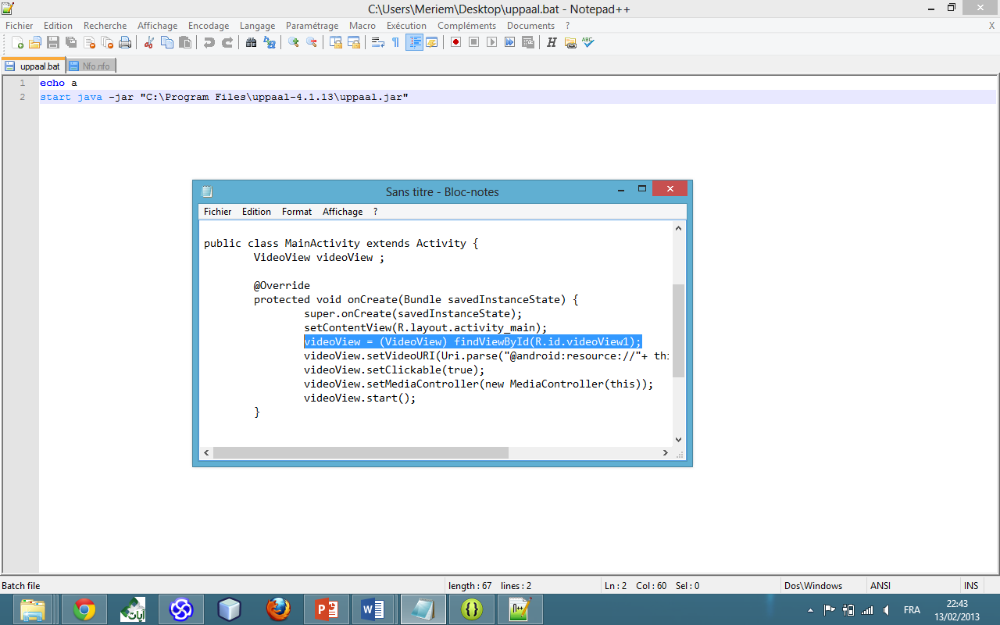 C:\Users\Meriem\Desktop\uppaal.bat - Notepad++
Fichier Edition Recherche Affichage Encodage Langage Paramétrage Macro Exécution Compléments Documents ? X
uppaal.bat Nfo.nfo
1 echo a
2 start java -jar "C:\Program Files\uppaal-4.1.13\uppaal.jar"
Sans titre - Bloc-notes
Fichier Edition Format Affichage ?
public class MainActivity extends Activity {
VideoView videoView ;
@Override
protected void onCreate(Bundle savedInstanceState) {
super.onCreate(savedInstanceState);
setContentView(R.layout.activity_main);
videoView = (VideoView) findViewById(R.id.videoView1);
videoView.setVideoURI(Uri.parse("@android:resource://"+ thi
videoView.setClickable(true);
videoView.setMediaController(new MediaController(this));
videoView.start();
}
Batch file length : 67 lines : 2 Ln : 2 Col : 60 Sel : 0 Dos\Windows ANSI INS
FRA
22:43
13/02/2013